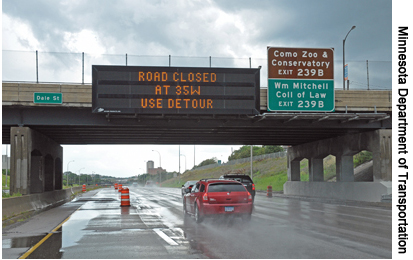 Dale St
ROAD CLOSED
AT 35W
USE DETOUR
Como Zoo &
Conservatory
EXIT 239B
Wm Mitchell
Coll of Law
EXIT 239B
Minnesota Department of Transportation